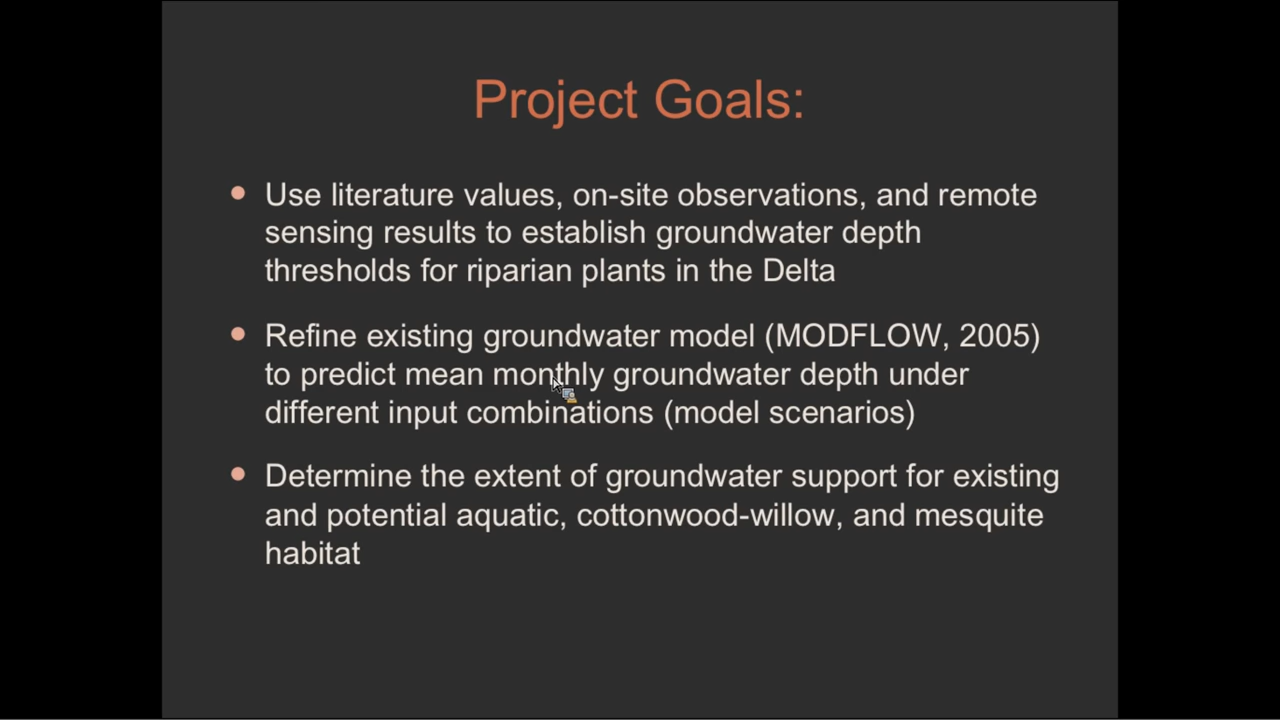 Project Goals:
Use literature values, on-site observations, and remote
sensing results to establish groundwater depth
thresholds for riparian plants in the Delta
Refine existing groundwater model (MODFLOW, 2005)
to predict mean monthly groundwater depth under
different input combinations (model scenarios)
Determine the extent of groundwater support for existing
and potential aquatic, cottonwood-willow, and mesquite
habitat